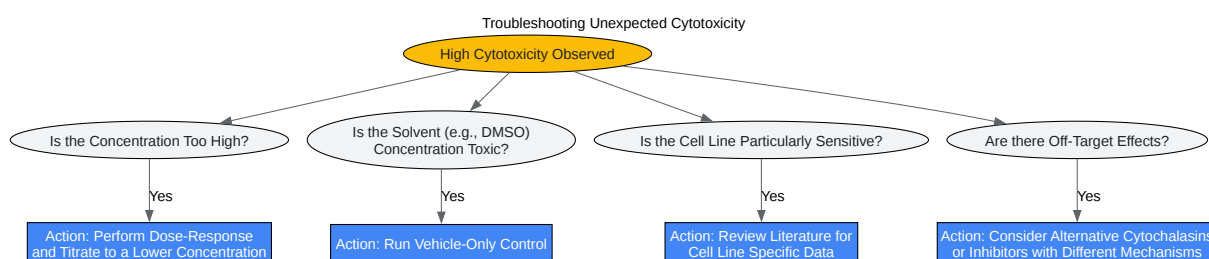 Troubleshooting Unexpected Cytotoxicity
High Cytotoxicity Observed
Is the Concentration Too High?
Is the Solvent (e.g., DMSO)
Concentration Toxic?
Is the Cell Line Particularly Sensitive?
Are there Off-Target Effects?
Yes
Yes
Yes
Yes
Action: Perform Dose-Response
and Titrate to a Lower Concentration
Action: Run Vehicle-Only Control
Action: Review Literature for
Cell Line Specific Data
Action: Consider Alternative Cytochalasins
or Inhibitors with Different Mechanisms